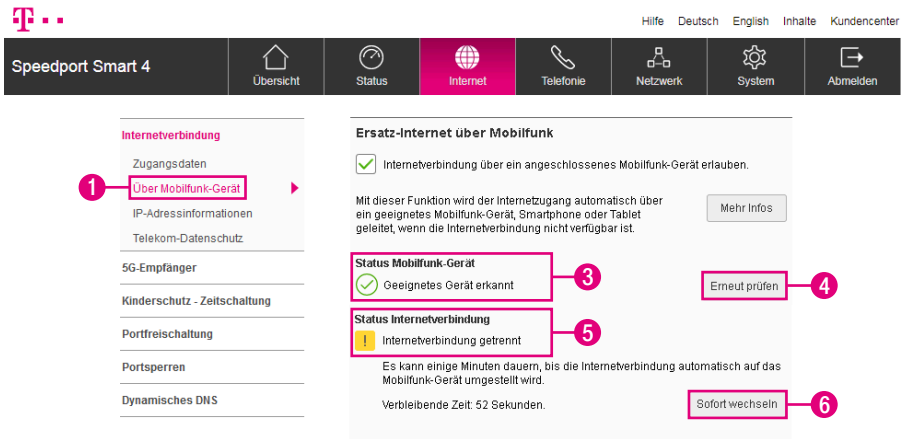 T
Hilfe Deutsch English Inhalte Kundencenter
Speedport Smart 4
Übersicht
Status
Internet
Telefonie
Netzwerk
System
Abmelden
Internetverbindung
Zugangsdaten
1
Über Mobilfunk-Gerät
IP-Adressinformationen
Telekom-Datenschutz
5G-Empfänger
Kinderschutz - Zeitschaltung
Portfreischaltung
Portsperren
Dynamisches DNS
Ersatz-Internet über Mobilfunk
Internetverbindung über ein angeschlossenes Mobilfunk-Gerät erlauben.
Mit dieser Funktion wird der Internetzugang automatisch über
ein geeignetes Mobilfunk-Gerät, Smartphone oder Tablet
geleitet, wenn die Internetverbindung nicht verfügbar ist.
Mehr Infos
Status Mobilfunk-Gerät
Geeignetes Gerät erkannt
3
Erneut prüfen
4
Status Internetverbindung
! Internetverbindung getrennt
5
Es kann einige Minuten dauern, bis die Internetverbindung automatisch auf das
Mobilfunk-Gerät umgestellt wird.
Verbleibende Zeit: 52 Sekunden.
Sofort wechseln
6